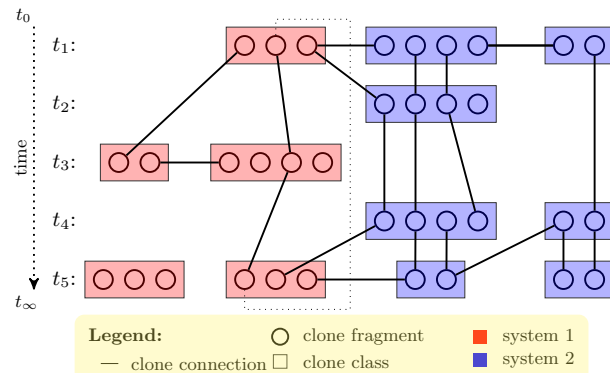 t₀
t₁:
t₂:
time
t₃:
t₄:
t₅:
t∞
Legend:
clone fragment
system 1
clone connection
clone class
system 2